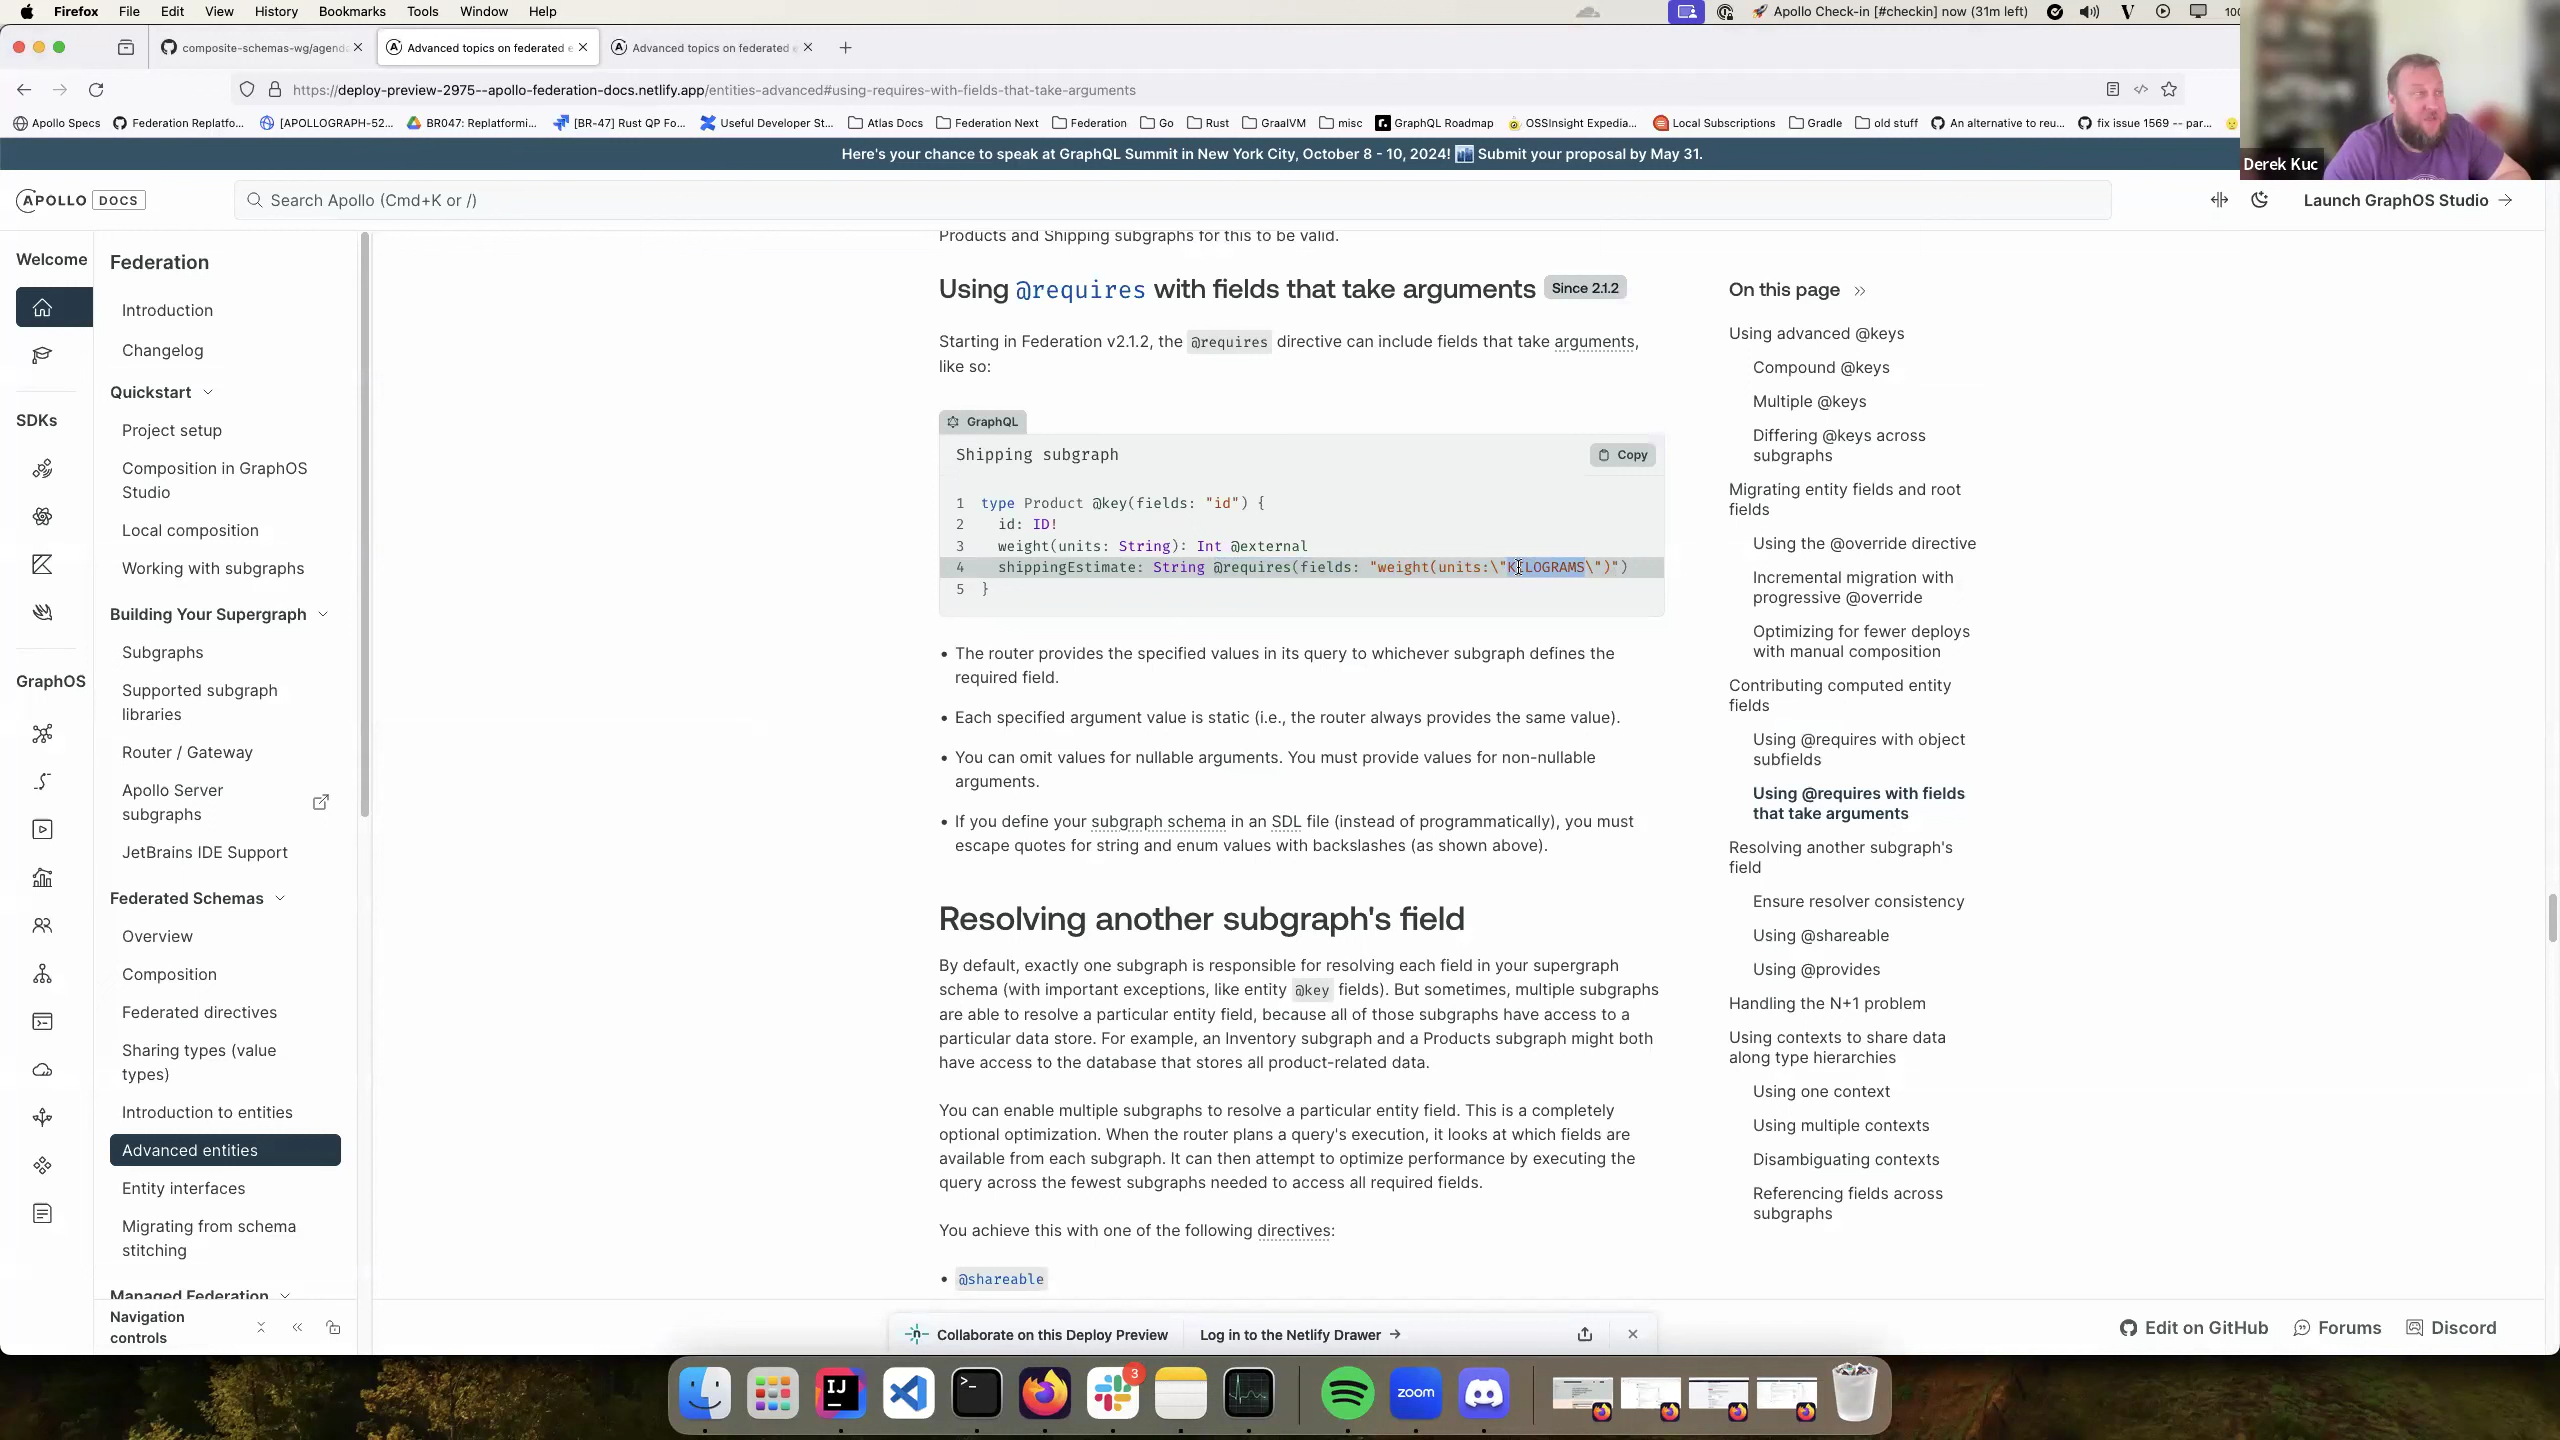 Firefox File Edit View History Bookmarks Tools Window Help
🚀 Apollo Check-in [#checkin] now (31m left)
composite-schemas-wg/agend
Advanced topics on federated e
Advanced topics on federated e
https://deploy-preview-2975--apollo-federation-docs.netlify.app/entities-advanced#using-requires-with-fields-that-take-arguments
Apollo Specs Federation Replatfo... [APOLLOGRAPH-52... BR047: Replatformi... [BR-47] Rust QP Fo... Useful Developer St... Atlas Docs Federation Next Federation Go Rust GraalVM misc GraphQL Roadmap OSSInsight Expedia... Local Subscriptions Gradle old stuff An alternative to reu... fix issue 1569 -- par...
Derek Kuc
Here's your chance to speak at GraphQL Summit in New York City, October 8 - 10, 2024! 🏙️ Submit your proposal by May 31.
APOLLO DOCS
Search Apollo (Cmd+K or /)
Launch GraphOS Studio
Welcome
SDKs
GraphOS
Federation
Introduction
Changelog
Quickstart
Project setup
Composition in GraphOS
Studio
Local composition
Working with subgraphs
Building Your Supergraph
Subgraphs
Supported subgraph
libraries
Router / Gateway
Apollo Server
subgraphs
JetBrains IDE Support
Federated Schemas
Overview
Composition
Federated directives
Sharing types (value
types)
Introduction to entities
Advanced entities
Entity interfaces
Migrating from schema
stitching
Managed Federation
Navigation
controls
Products and Shipping subgraphs for this to be valid.
Using @requires with fields that take arguments Since 2.1.2
Starting in Federation v2.1.2, the @requires directive can include fields that take arguments,
like so:
GraphQL
Shipping subgraph
Copy
1 type Product @key(fields: "id") {
2 id: ID!
3 weight(units: String): Int @external
4 shippingEstimate: String @requires(fields: "weight(units:\"KILOGRAMS\")")
5 }
• The router provides the specified values in its query to whichever subgraph defines the
required field.
• Each specified argument value is static (i.e., the router always provides the same value).
• You can omit values for nullable arguments. You must provide values for non-nullable
arguments.
• If you define your subgraph schema in an SDL file (instead of programmatically), you must
escape quotes for string and enum values with backslashes (as shown above).
Resolving another subgraph's field
By default, exactly one subgraph is responsible for resolving each field in your supergraph
schema (with important exceptions, like entity @key fields). But sometimes, multiple subgraphs
are able to resolve a particular entity field, because all of those subgraphs have access to a
particular data store. For example, an Inventory subgraph and a Products subgraph might both
have access to the database that stores all product-related data.
You can enable multiple subgraphs to resolve a particular entity field. This is a completely
optional optimization. When the router plans a query's execution, it looks at which fields are
available from each subgraph. It can then attempt to optimize performance by executing the
query across the fewest subgraphs needed to access all required fields.
You achieve this with one of the following directives:
• @shareable
On this page
Using advanced @keys
Compound @keys
Multiple @keys
Differing @keys across
subgraphs
Migrating entity fields and root
fields
Using the @override directive
Incremental migration with
progressive @override
Optimizing for fewer deploys
with manual composition
Contributing computed entity
fields
Using @requires with object
subfields
Using @requires with fields
that take arguments
Resolving another subgraph's
field
Ensure resolver consistency
Using @shareable
Using @provides
Handling the N+1 problem
Using contexts to share data
along type hierarchies
Using one context
Using multiple contexts
Disambiguating contexts
Referencing fields across
subgraphs
Collaborate on this Deploy Preview
Log in to the Netlify Drawer
Edit on GitHub
Forums
Discord
IJ
3
zoom